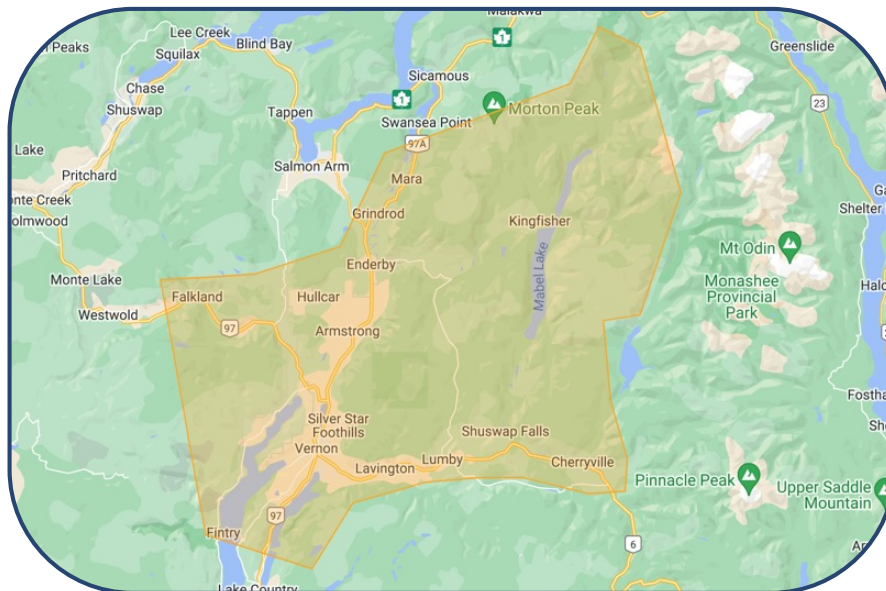 Malakwa
Lee Creek
Peaks
Squilax
Blind Bay
1
Greenslide
Sicamous
Chase
1
Morton Peak
23
Shuswap
Tappen
Swansea Point
97A
Lake
Salmon Arm
Pritchard
Mara
Grindrod
Kingfisher
Shelter
Mt Odin
Monte Lake
Enderby
Mabel Lake
Monashee
Provincial
Park
Falkland
Hullcar
Westwold
97
Armstrong
Silver Star
Foothills
Shuswap Falls
Vernon
Lumby
Cherryville
Lavington
Pinnacle Peak
Upper Saddle
Mountain
97
Fintry
6
Lake Country